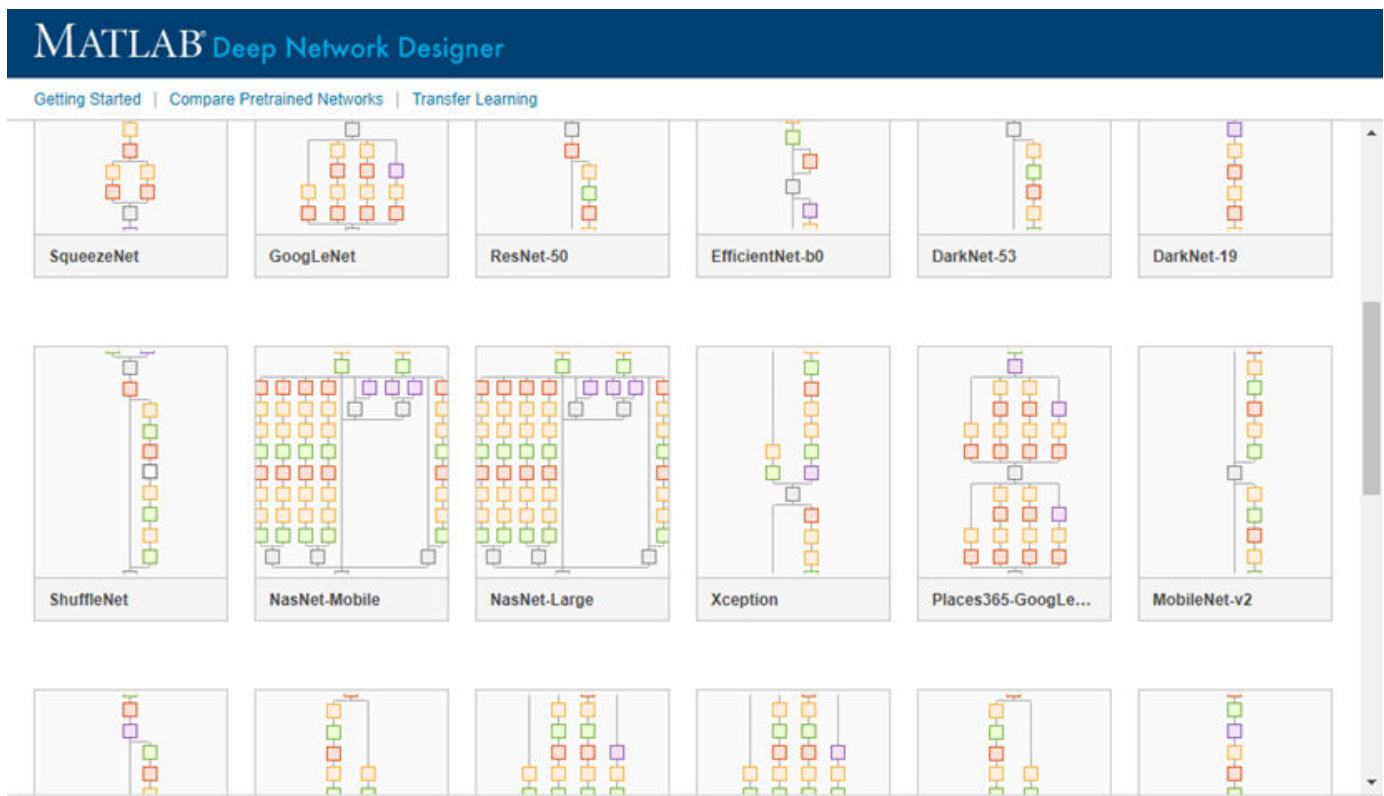 MATLAB® Deep Network Designer
Getting Started | Compare Pretrained Networks | Transfer Learning
SqueezeNet
GoogLeNet
ResNet-50
EfficientNet-b0
DarkNet-53
DarkNet-19
ShuffleNet
NasNet-Mobile
NasNet-Large
Xception
Places365-GoogLe...
MobileNet-v2